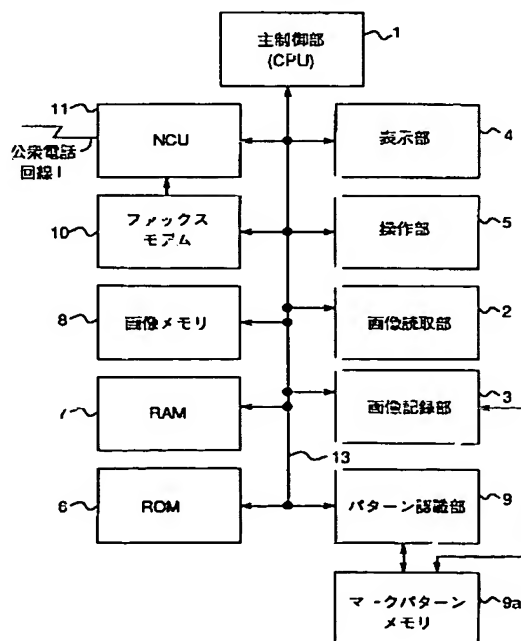 主制御部
(CPU)
1
11
NCU
公衆電話
回線 l
表示部
4
10
ファックス
モデム
操作部
5
8
画像メモリ
画像読取部
2
7
RAM
画像記録部
3
13
6
ROM
パターン認識部
9
マークパターン
メモリ
9a